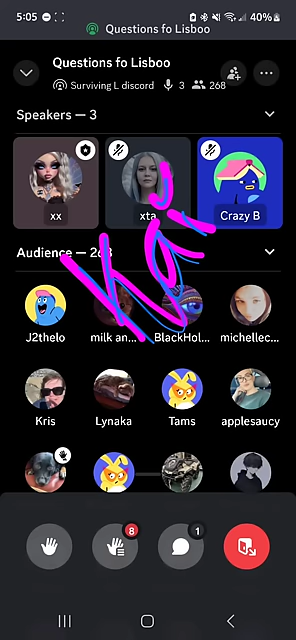 5:05
40%
Questions fo Lisboo
Questions fo Lisboo
Surviving L discord 3 268
Speakers — 3
xx
xta
Crazy B
Audience — 268
J2thelo
milk an...
BlackHol...
michellec...
Kris
Lynaka
Tams
applesaucy
8
1